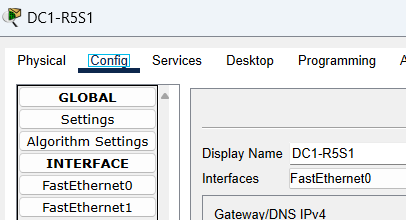 DC1-R5S1
Physical Config Services Desktop Programming
GLOBAL
Settings
Algorithm Settings
INTERFACE
FastEthernet0
FastEthernet1
Display Name DC1-R5S1
Interfaces FastEthernet0
Gateway/DNS IPv4